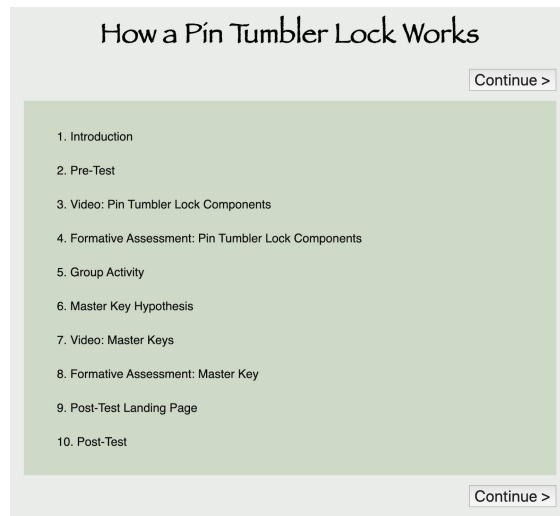 How a Pin Tumbler Lock Works
Continue >
1. Introduction
2. Pre-Test
3. Video: Pin Tumbler Lock Components
4. Formative Assessment: Pin Tumbler Lock Components
5. Group Activity
6. Master Key Hypothesis
7. Video: Master Keys
8. Formative Assessment: Master Key
9. Post-Test Landing Page
10. Post-Test
Continue >